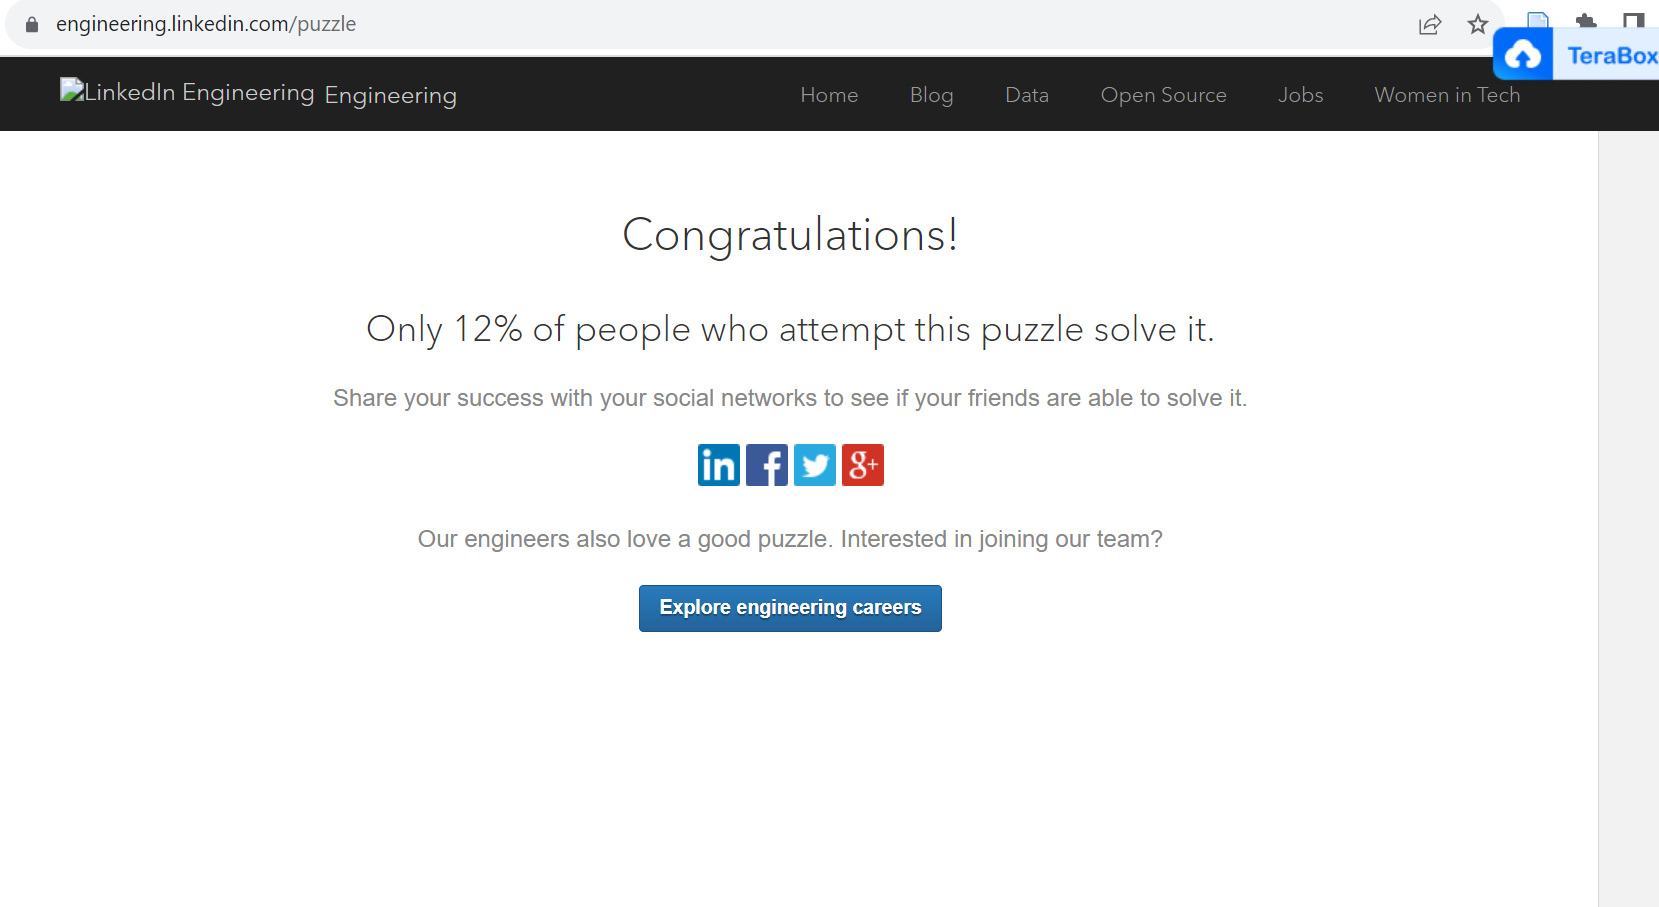 engineering.linkedin.com/puzzle
TeraBox
LinkedIn Engineering Engineering
Home Blog Data Open Source Jobs Women in Tech
Congratulations!
Only 12% of people who attempt this puzzle solve it.
Share your success with your social networks to see if your friends are able to solve it.
in f g+
Our engineers also love a good puzzle. Interested in joining our team?
Explore engineering careers